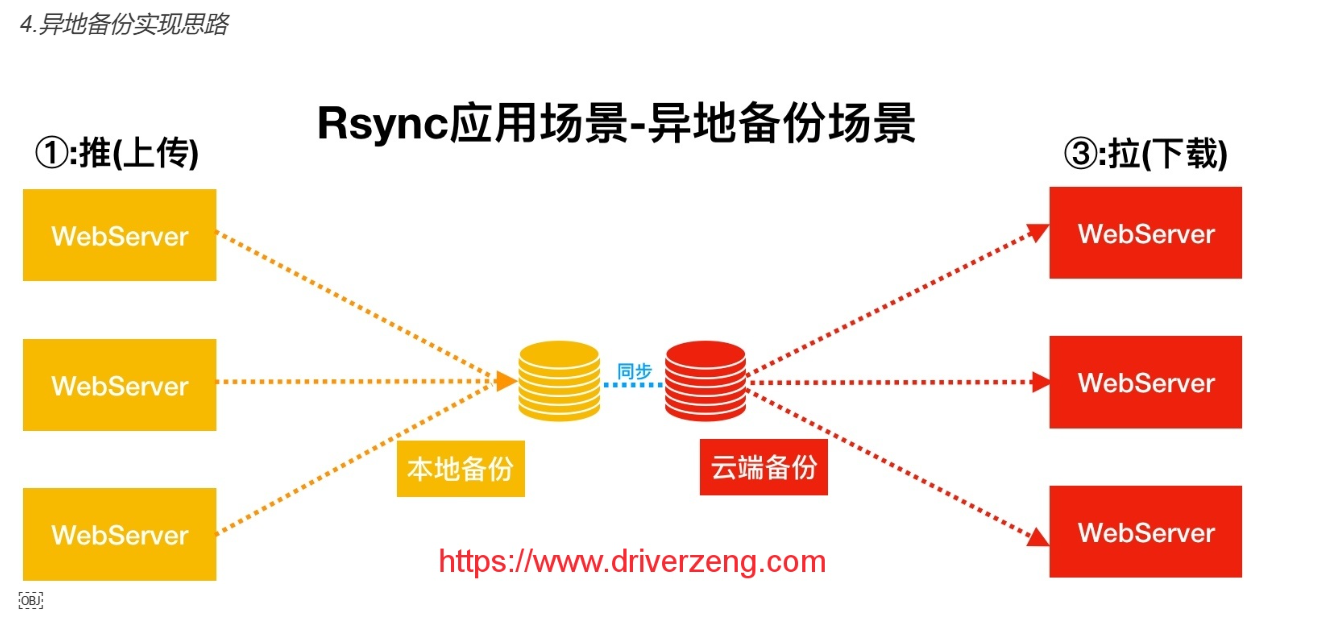 4.异地备份实现思路
Rsync应用场景-异地备份场景
①:推(上传)
③:拉(下载)
WebServer
WebServer
WebServer
WebServer
同步
WebServer
本地备份
云端备份
WebServer
https://www.driverzeng.com
OBJ